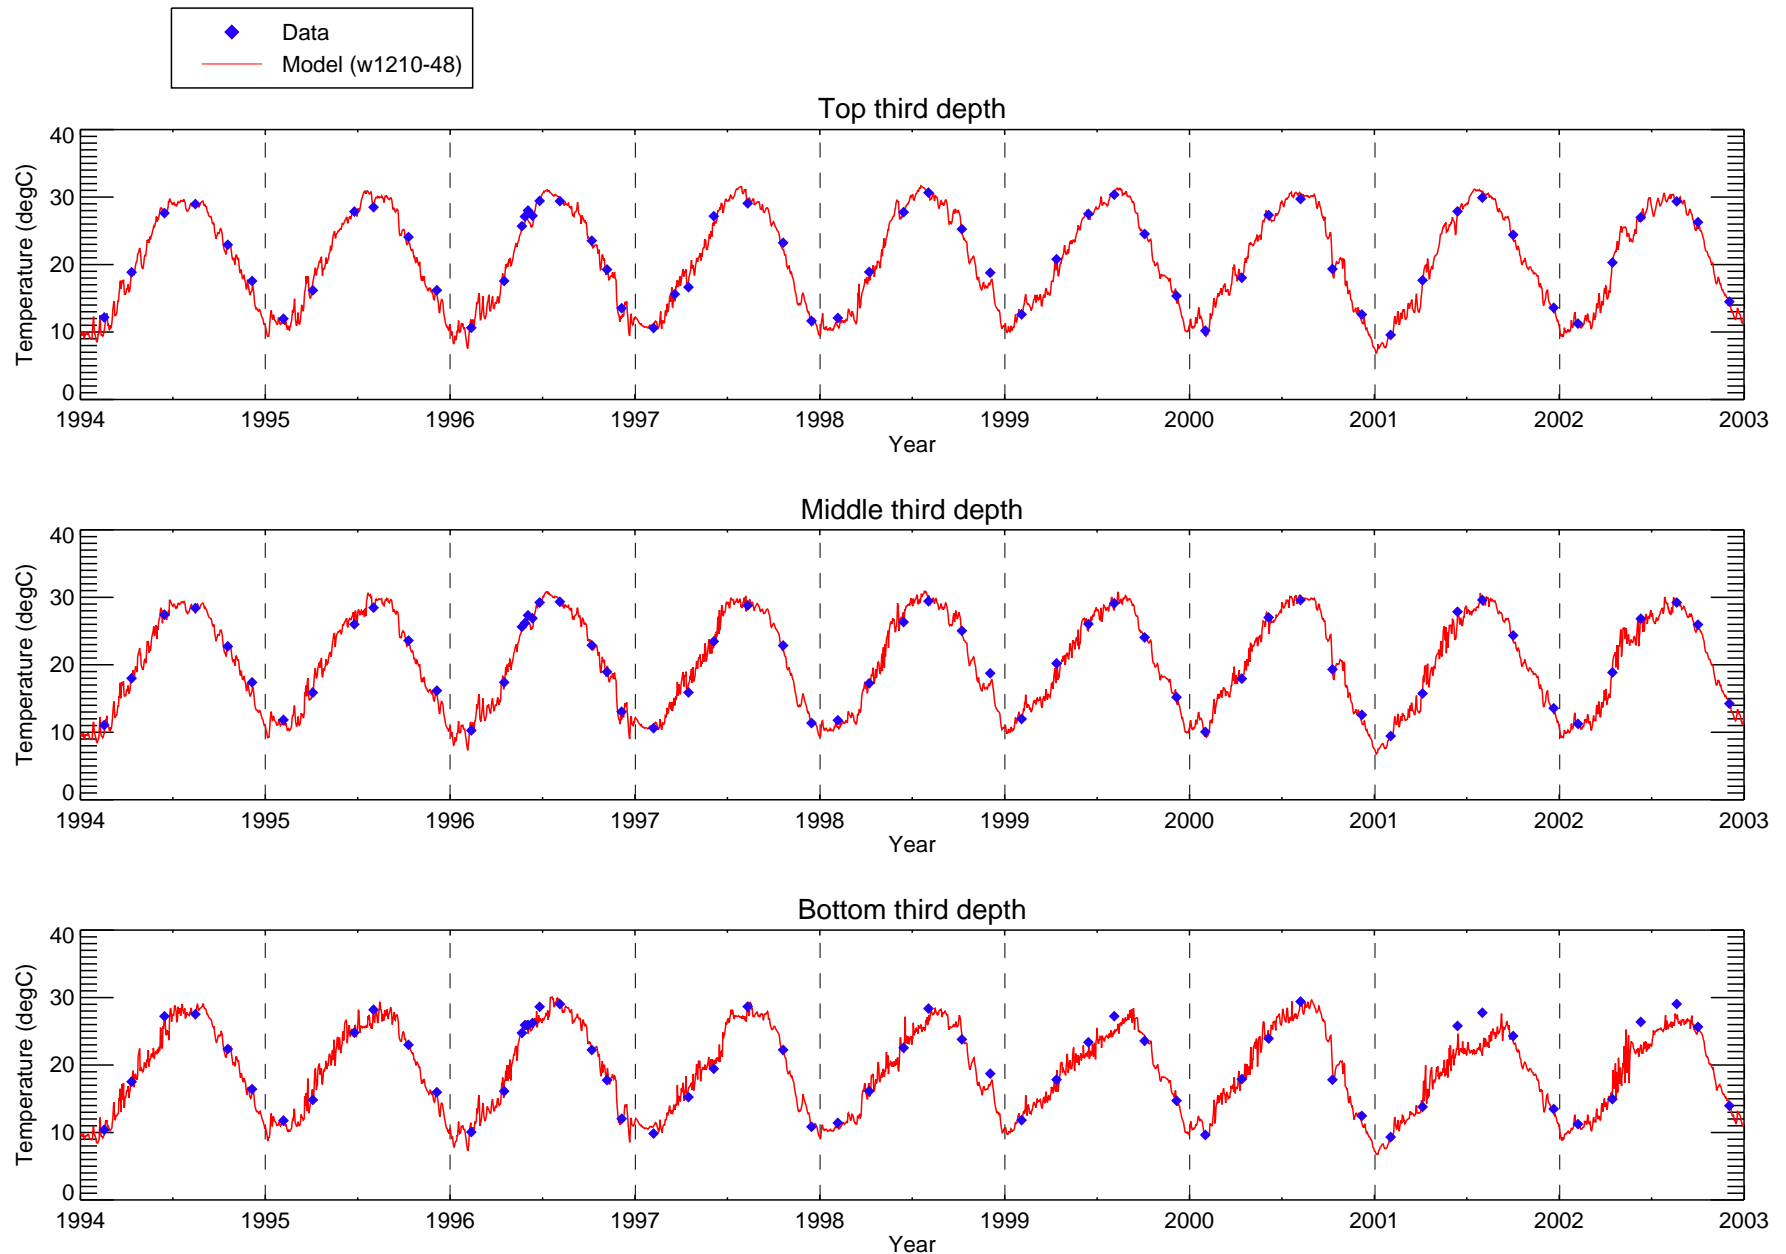 Data
Model (w1210-48)
Top third depth
Temperature (degC)
40
30
20
10
0
1994 1995 1996 1997 1998 1999 2000 2001 2002 2003
Year
Middle third depth
Temperature (degC)
40
30
20
10
0
1994 1995 1996 1997 1998 1999 2000 2001 2002 2003
Year
Bottom third depth
Temperature (degC)
40
30
20
10
0
1994 1995 1996 1997 1998 1999 2000 2001 2002 2003
Year